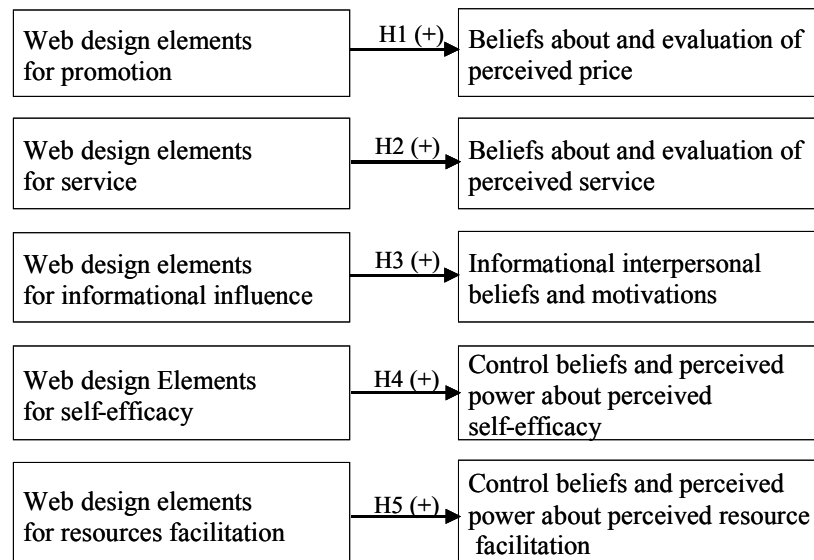 Web design elements
for promotion
H1 (+)
Beliefs about and evaluation of
perceived price
Web design elements
for service
H2 (+)
Beliefs about and evaluation of
perceived service
Web design elements
for informational influence
H3 (+)
Informational interpersonal
beliefs and motivations
Web design Elements
for self-efficacy
H4 (+)
Control beliefs and perceived
power about perceived
self-efficacy
Web design elements
for resources facilitation
H5 (+)
Control beliefs and perceived
power about perceived resource
facilitation